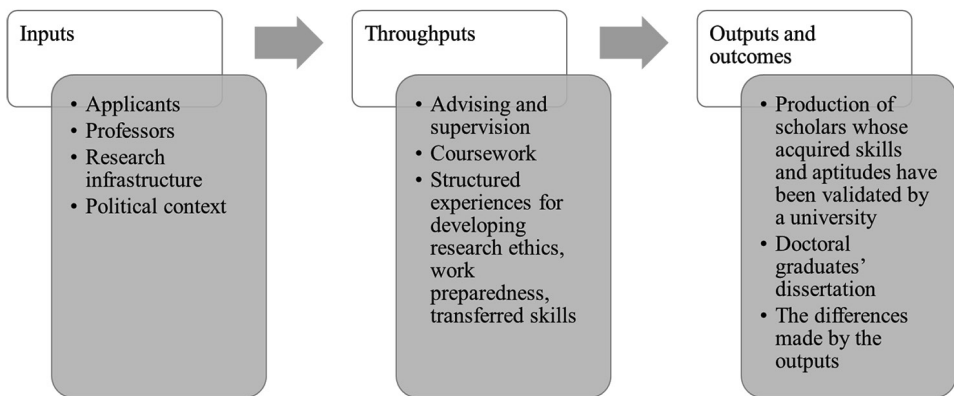 Inputs
• Applicants
• Professors
• Research
infrastructure
• Political context
Throughputs
• Advising and
supervision
• Coursework
• Structured
experiences for
developing
research ethics,
work
preparedness,
transferred skills
Outputs and
outcomes
• Production of
scholars whose
acquired skills
and aptitudes have
been validated by
a university
• Doctoral
graduates’
dissertation
• The differences
made by the
outputs